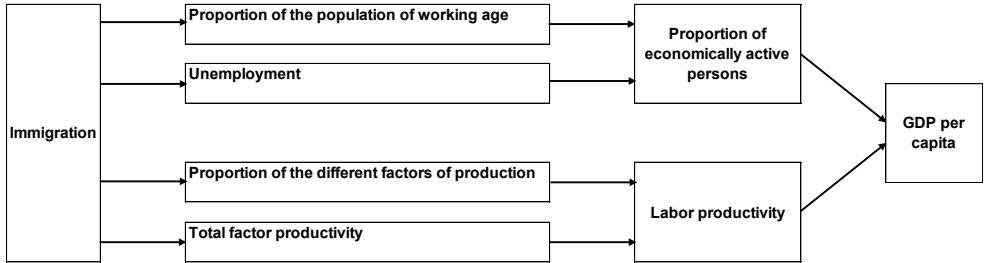 Proportion of the population of working age
Unemployment
Proportion of
economically active
persons
Immigration
GDP per
capita
Proportion of the different factors of production
Total factor productivity
Labor productivity